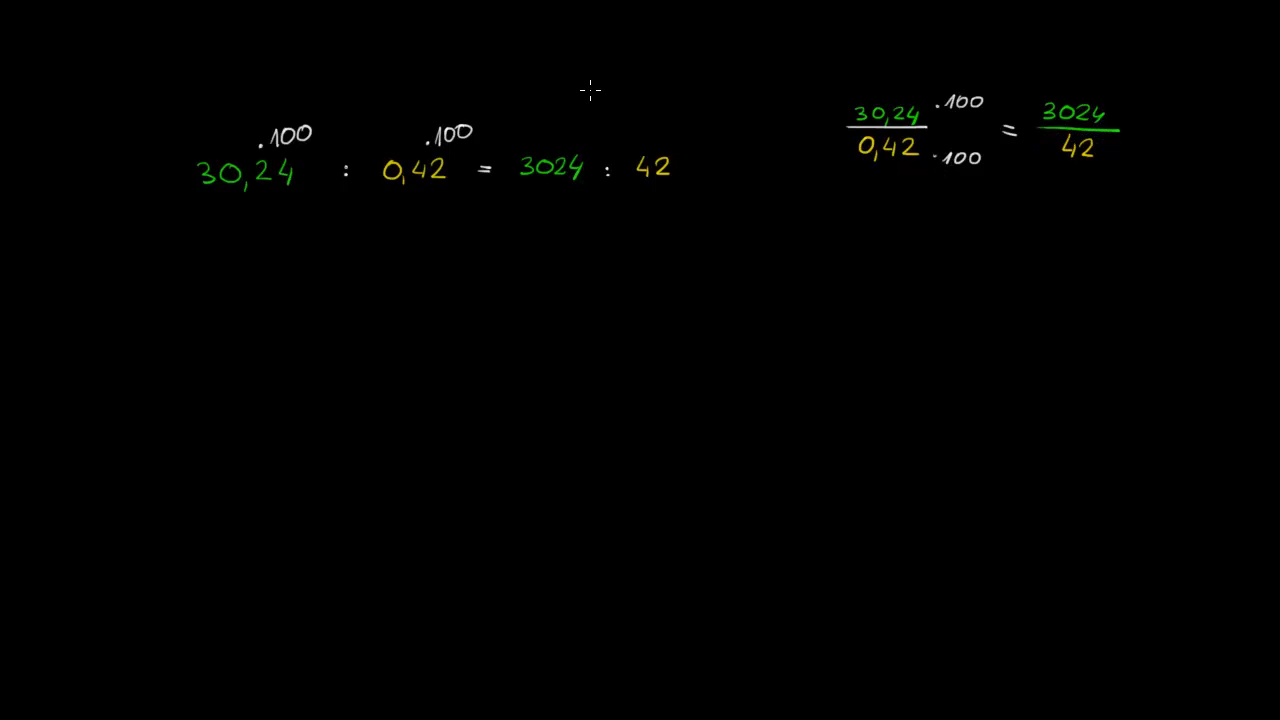 .100 .100
30,24 : 0,42 = 3024 : 42
30,24 .100 = 3024
0,42 .100 42